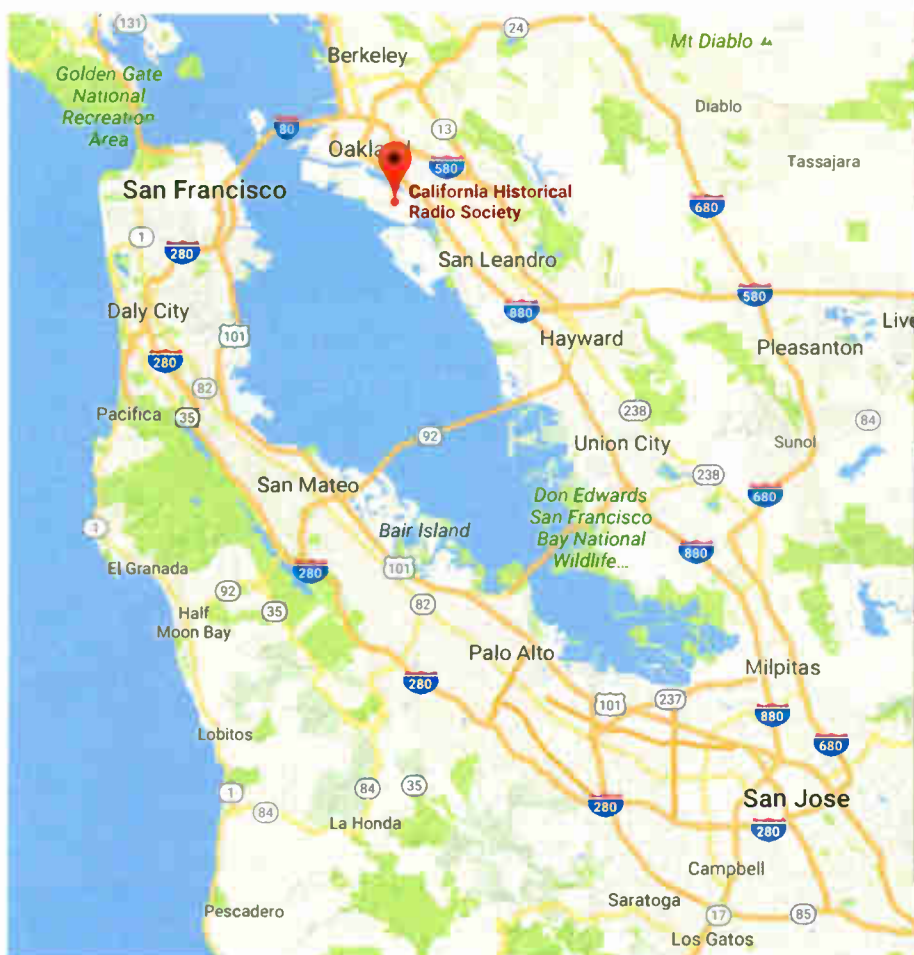 131
24
Berkeley
Mt Diablo
Golden Gate
National
Recreation
Area
Diablo
80
13
Oakland
Tassajara
580
San Francisco
California Historical
Radio Society
680
1
280
San Leandro
580
880
Daly City
Live
101
Hayward
Pleasanton
280
82
Pacifica
35
238
84
92
Union City
Sunol
238
San Mateo
680
Don Edwards
San Francisco
Bay National
Wildlife...
1
Bair Island
880
El Granada
280
101
92
35
82
Half
Moon Bay
Palo Alto
Milpitas
280
237
101
880
Lobitos
680
1
84
35
84
280
San Jose
La Honda
280
Campbell
Saratoga
Pescadero
17
85
Los Gatos